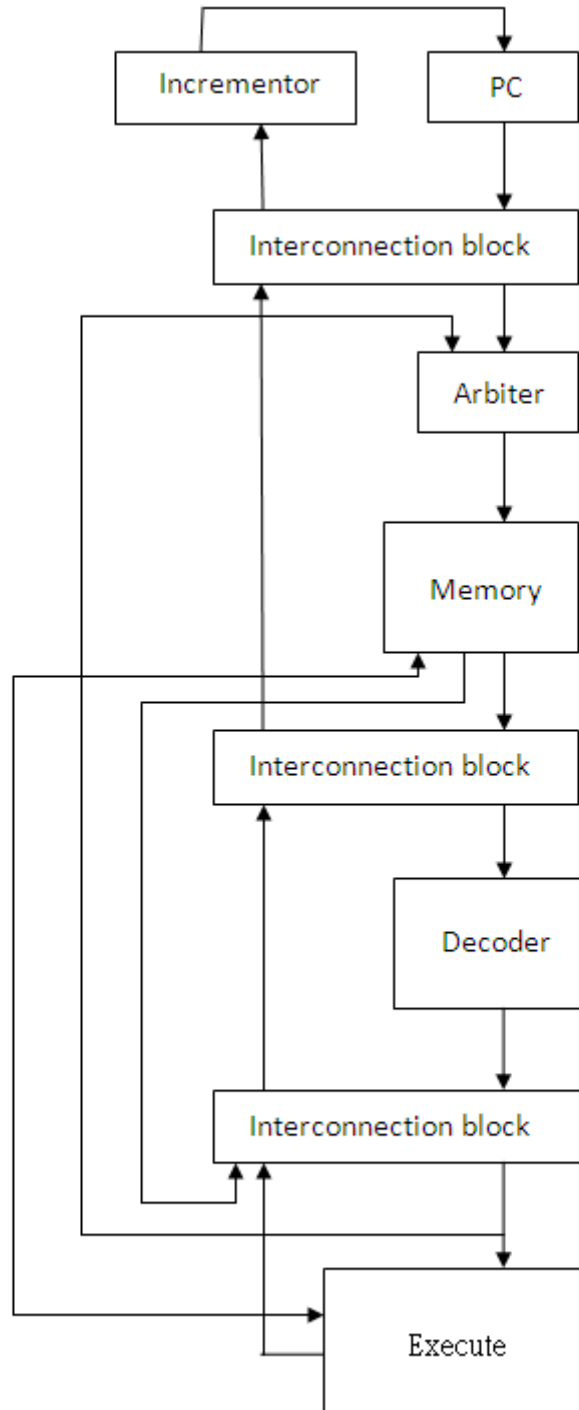 Incrementor
PC
Interconnection block
Arbiter
Memory
Interconnection block
Decoder
Interconnection block
Execute